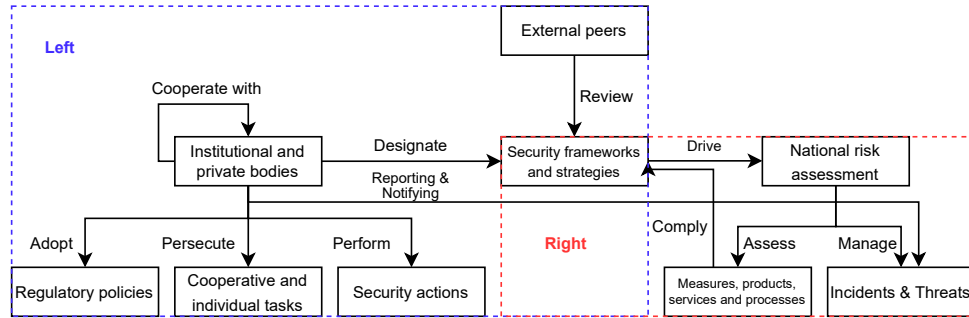 External peers
Left
Cooperate with
Review
Institutional and
private bodies
Designate
Security frameworks
and strategies
Drive
National risk
assessment
Reporting &
Notifying
Adopt
Persecute
Perform
Right
Comply
Assess
Manage
Regulatory policies
Cooperative and
individual tasks
Security actions
Measures, products,
services and processes
Incidents & Threats